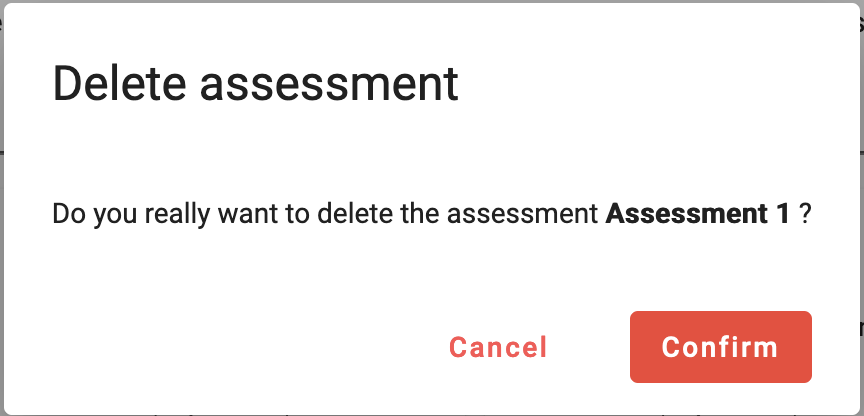 Delete assessment
Do you really want to delete the assessment Assessment 1 ?
Cancel
Confirm